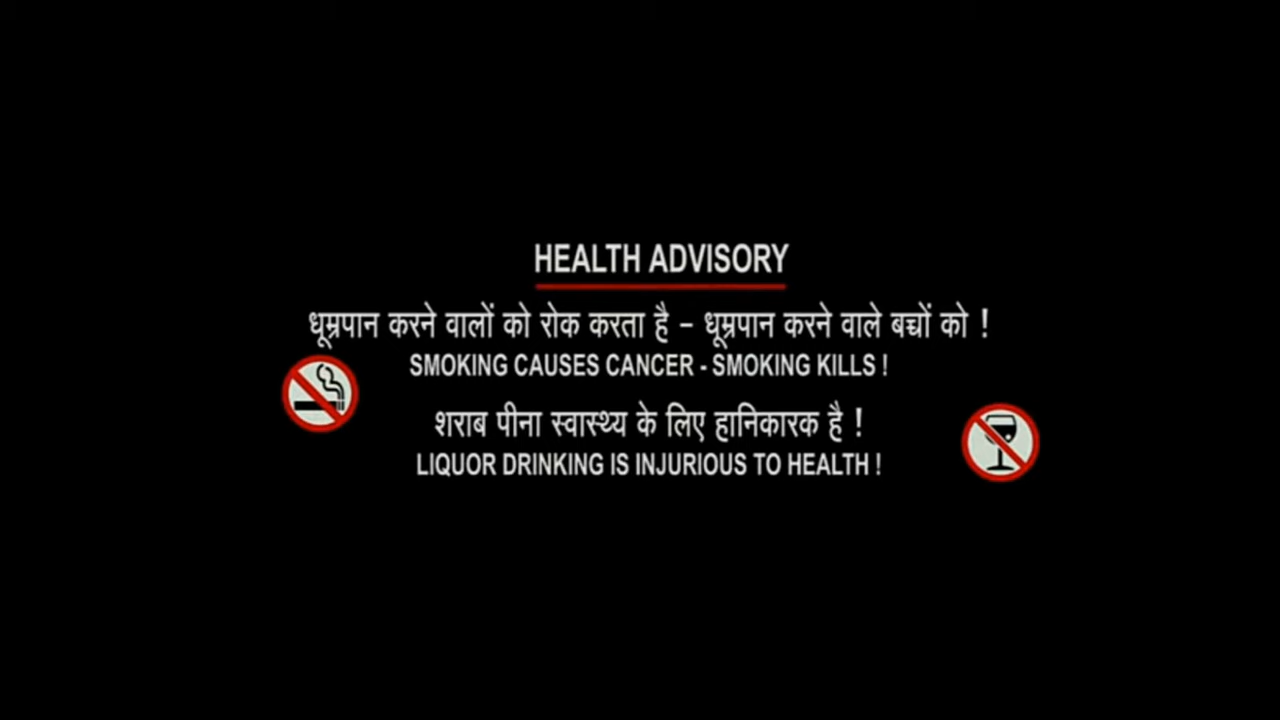 HEALTH ADVISORY
धूम्रपान करने वालों को रोक करता है – धूम्रपान करने वाले बच्चों को !
SMOKING CAUSES CANCER - SMOKING KILLS !
शराब पीना स्वास्थ्य के लिए हानिकारक है !
LIQUOR DRINKING IS INJURIOUS TO HEALTH !